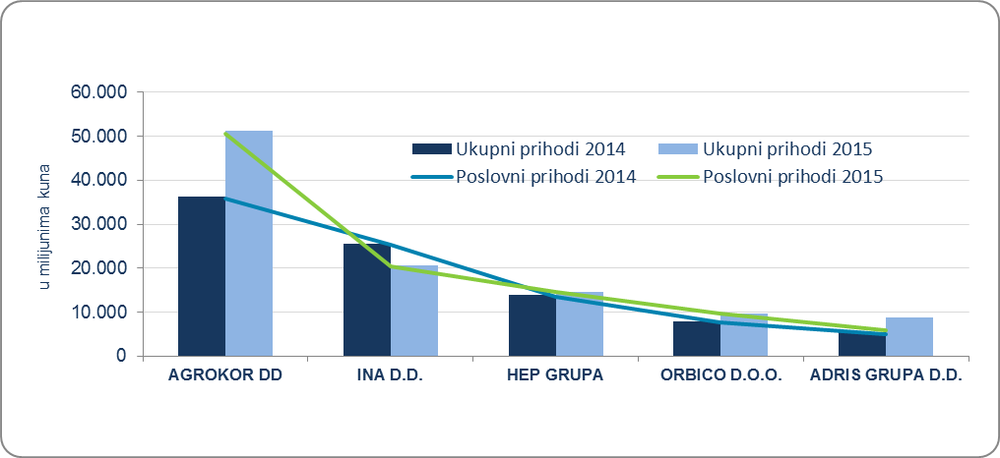 60.000
50.000
40.000
30.000
20.000
10.000
0
u milijunima kuna
Ukupni prihodi 2014
Ukupni prihodi 2015
Poslovni prihodi 2014
Poslovni prihodi 2015
AGROKOR DD
INA D.D.
HEP GRUPA
ORBICO D.O.O.
ADRIS GRUPA D.D.